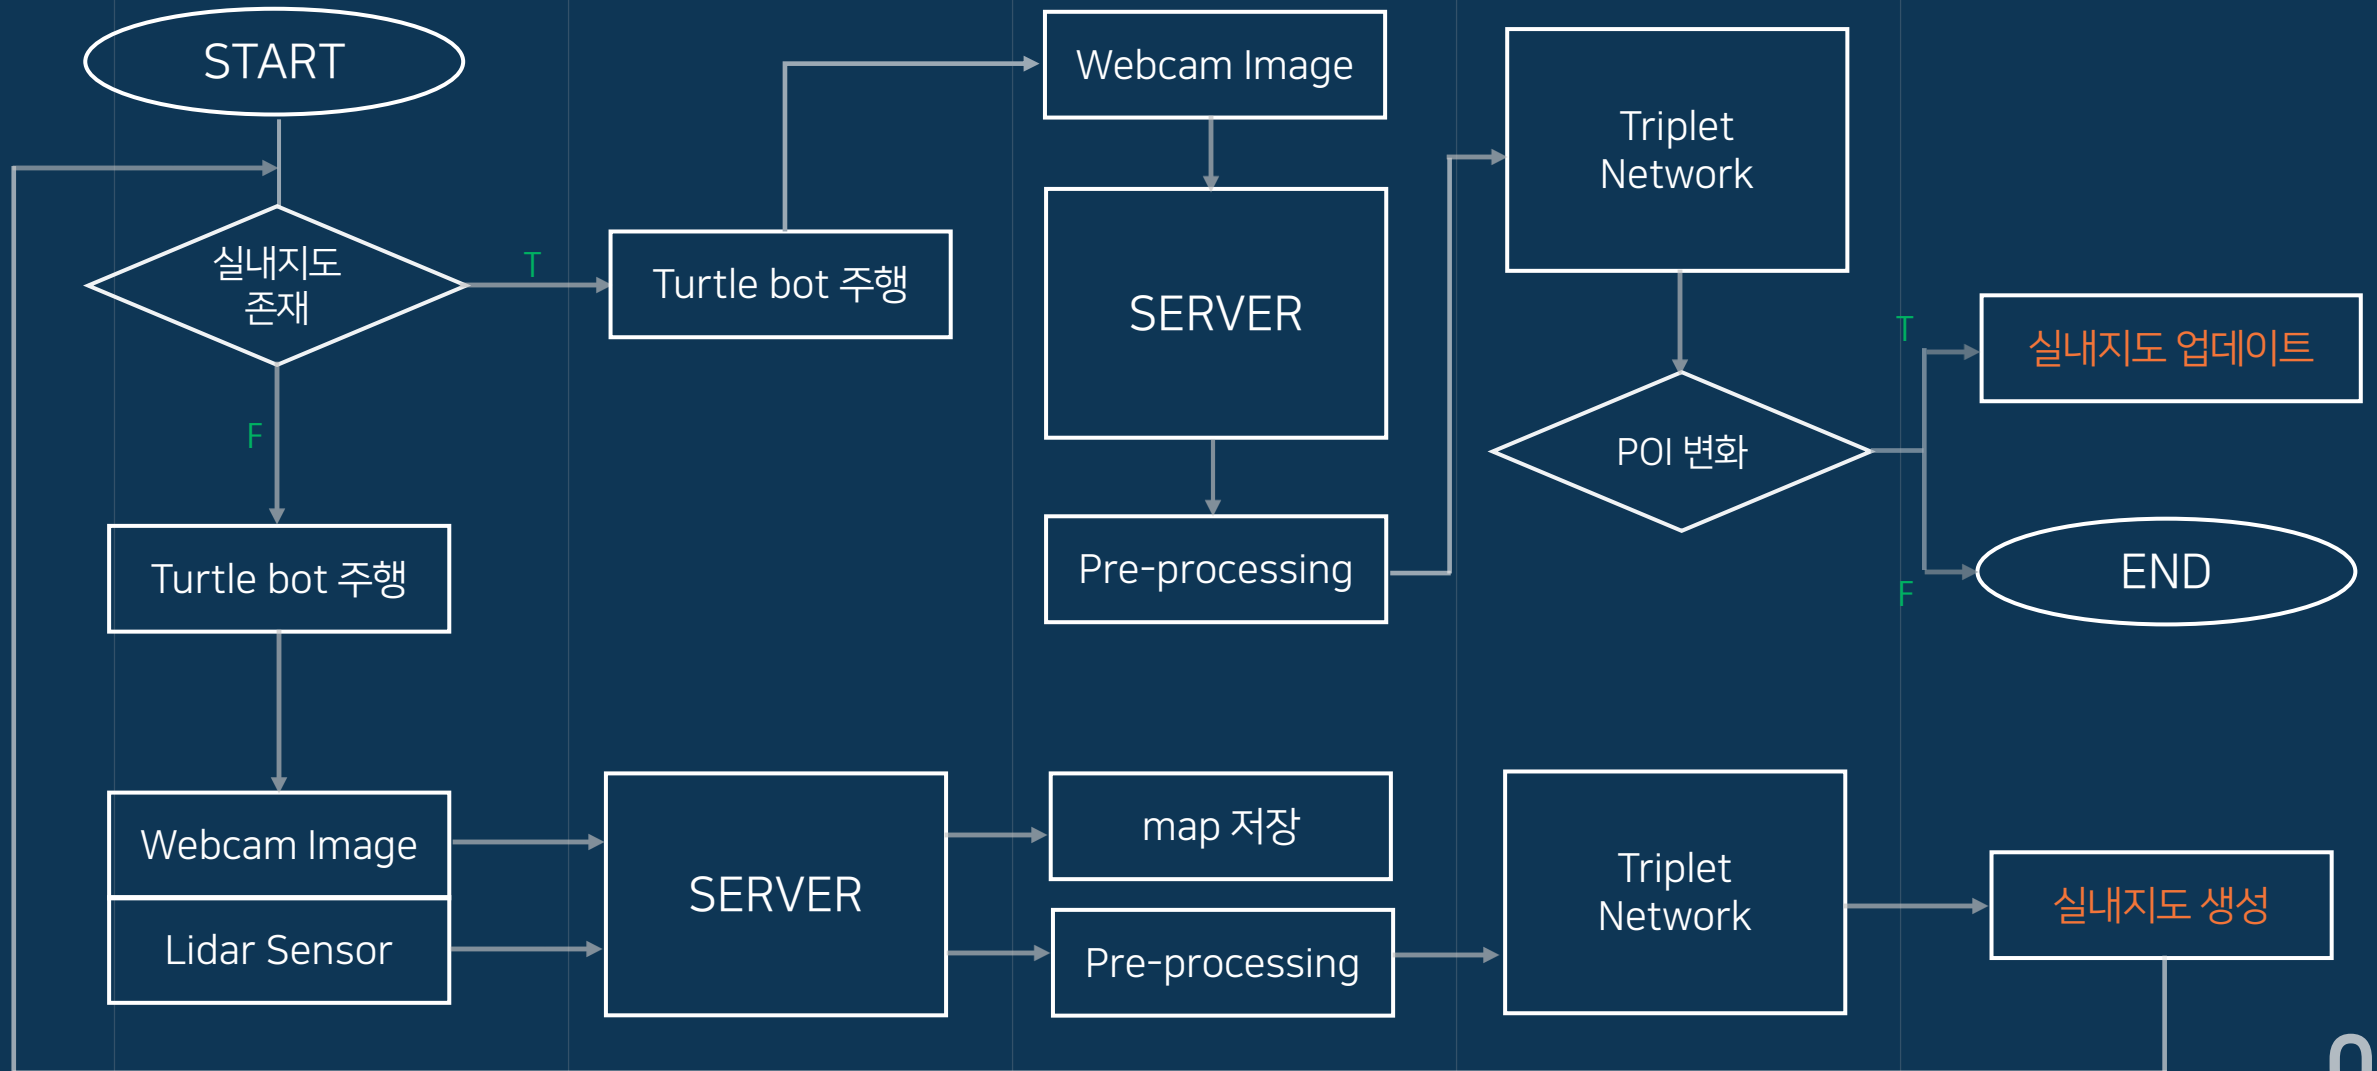 START
Webcam Image
Triplet
Network
실내지도
존재
T
Turtle bot 주행
SERVER
T
실내지도 업데이트
F
POI 변화
Turtle bot 주행
Pre-processing
F
END
Webcam Image
Lidar Sensor
SERVER
map 저장
Pre-processing
Triplet
Network
실내지도 생성